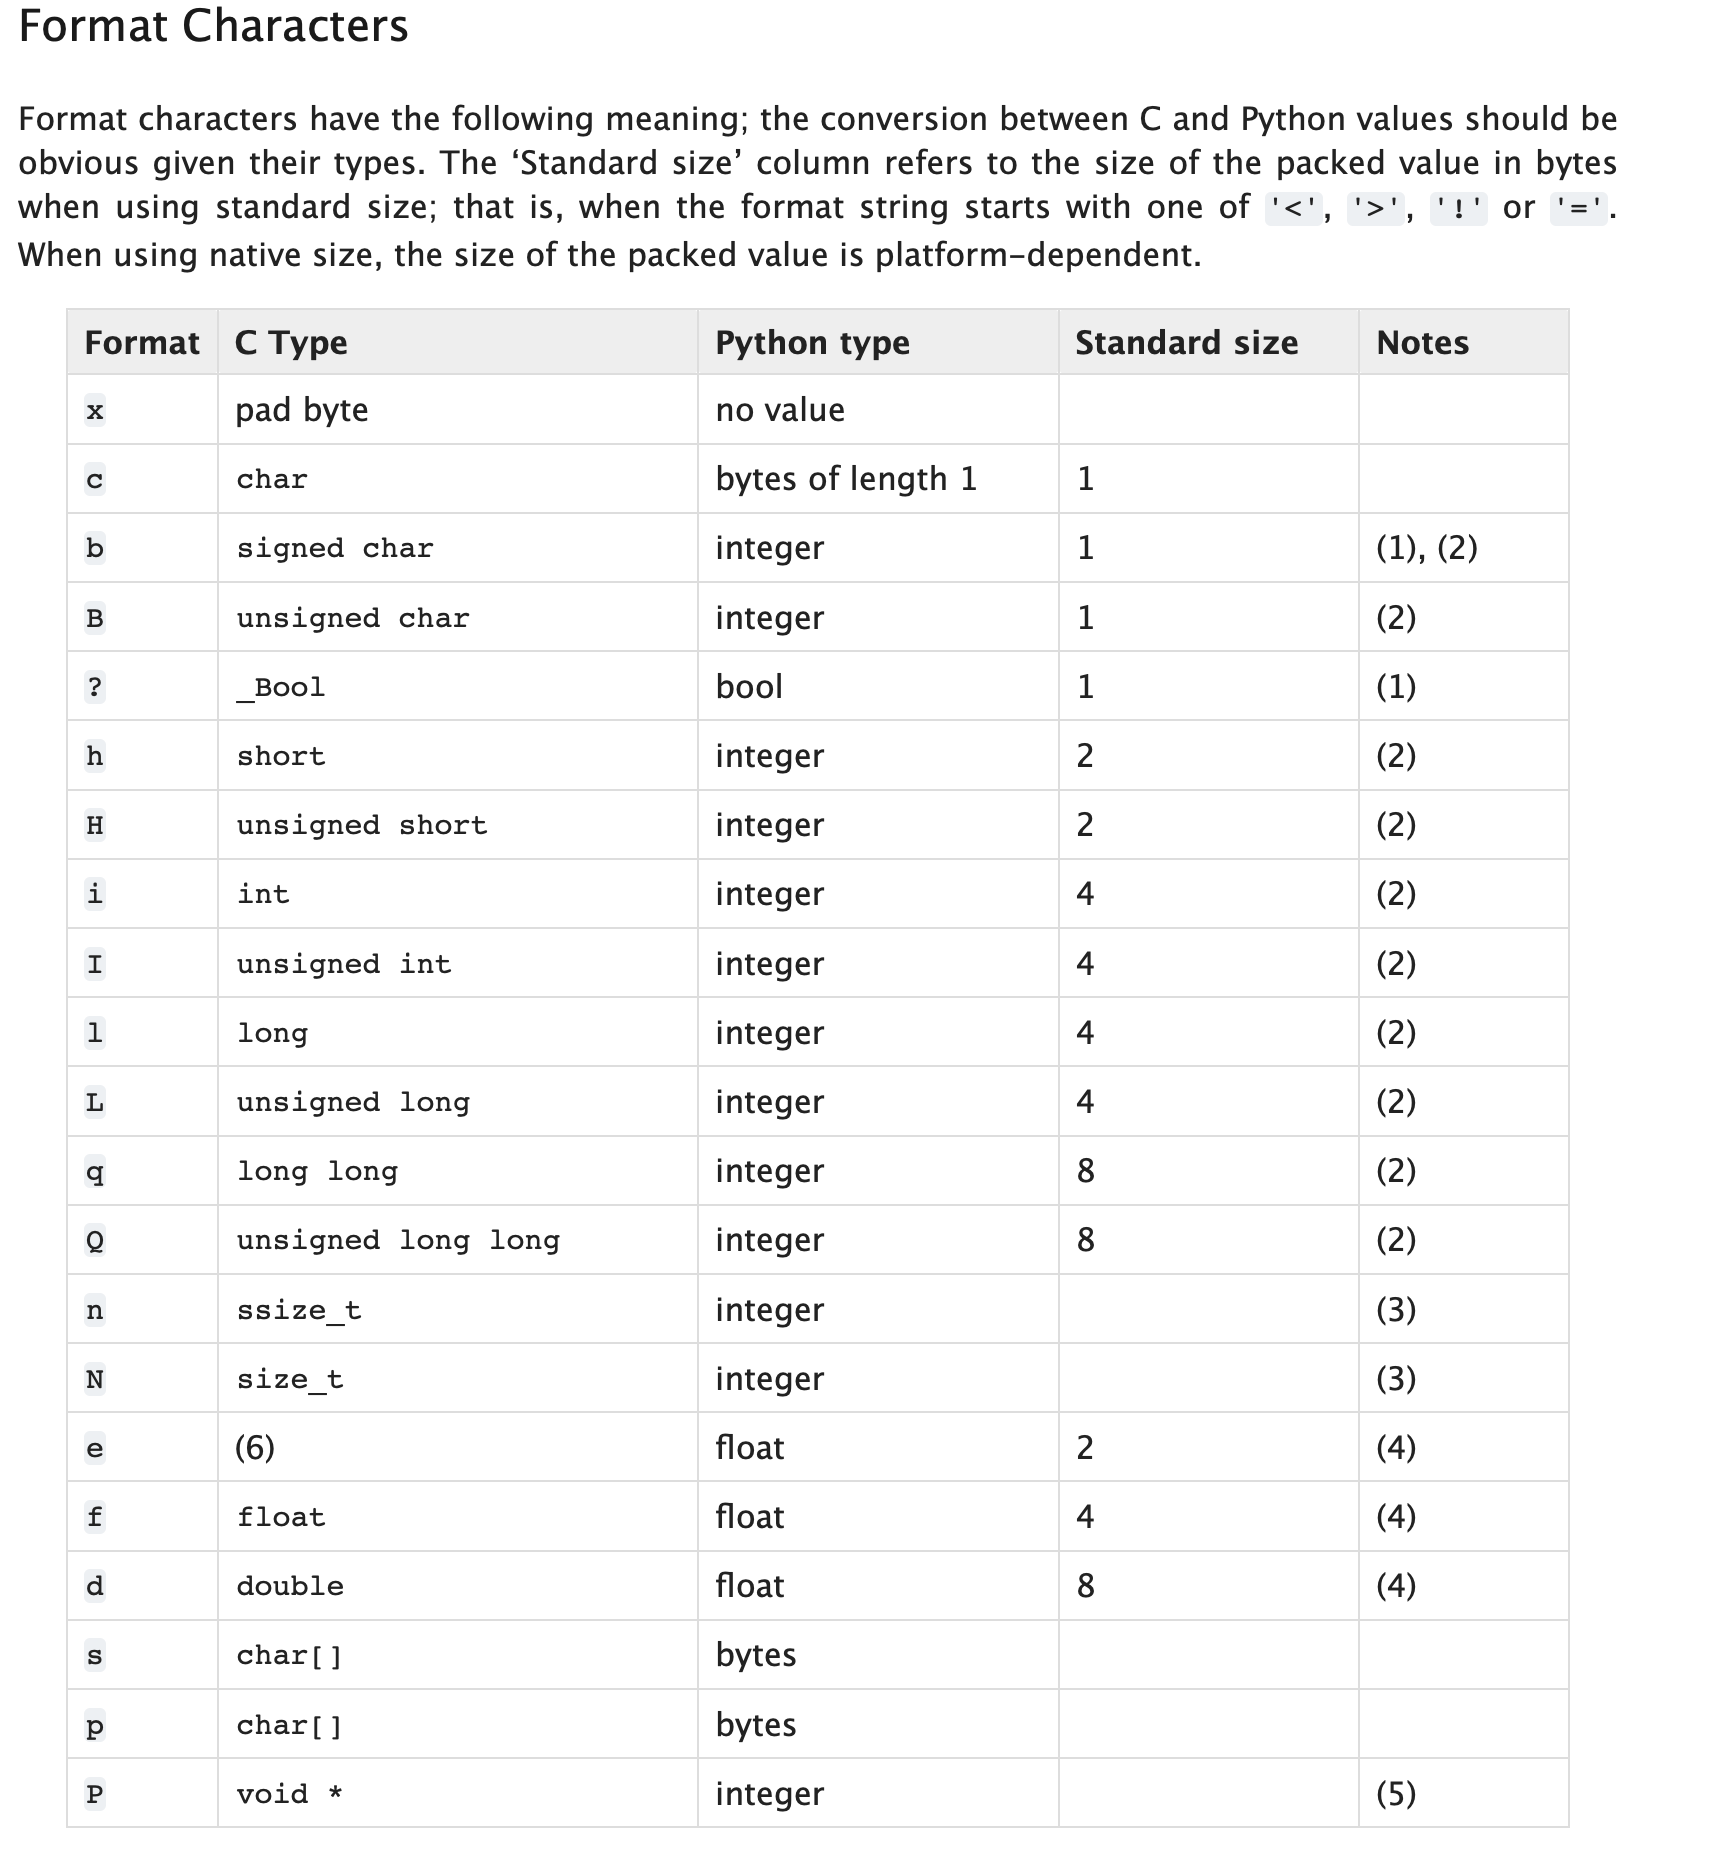 Format Characters
Format characters have the following meaning; the conversion between C and Python values should be
obvious given their types. The ‘Standard size’ column refers to the size of the packed value in bytes
when using standard size; that is, when the format string starts with one of '<', '>', '!' or '='.
When using native size, the size of the packed value is platform-dependent.
Format C Type Python type Standard size Notes
x pad byte no value
c char bytes of length 1 1
b signed char integer 1 (1), (2)
B unsigned char integer 1 (2)
? _Bool bool 1 (1)
h short integer 2 (2)
H unsigned short integer 2 (2)
i int integer 4 (2)
I unsigned int integer 4 (2)
l long integer 4 (2)
L unsigned long integer 4 (2)
q long long integer 8 (2)
Q unsigned long long integer 8 (2)
n ssize_t integer (3)
N size_t integer (3)
e (6) float 2 (4)
f float float 4 (4)
d double float 8 (4)
s char[] bytes
p char[] bytes
P void * integer (5)